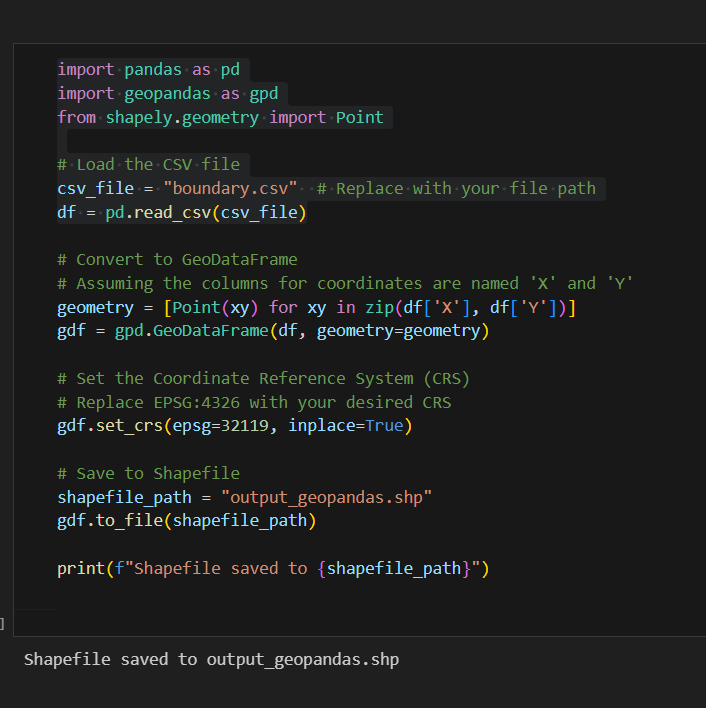 import pandas as pd
import geopandas as gpd
from shapely.geometry import Point
# Load the CSV file
csv_file = "boundary.csv"  # Replace with your file path
df = pd.read_csv(csv_file)
# Convert to GeoDataFrame
# Assuming the columns for coordinates are named 'X' and 'Y'
geometry = [Point(xy) for xy in zip(df['X'], df['Y'])]
gdf = gpd.GeoDataFrame(df, geometry=geometry)
# Set the Coordinate Reference System (CRS)
# Replace EPSG:4326 with your desired CRS
gdf.set_crs(epsg=32119, inplace=True)
# Save to Shapefile
shapefile_path = "output_geopandas.shp"
gdf.to_file(shapefile_path)
print(f"Shapefile saved to {shapefile_path}")
]
Shapefile saved to output_geopandas.shp